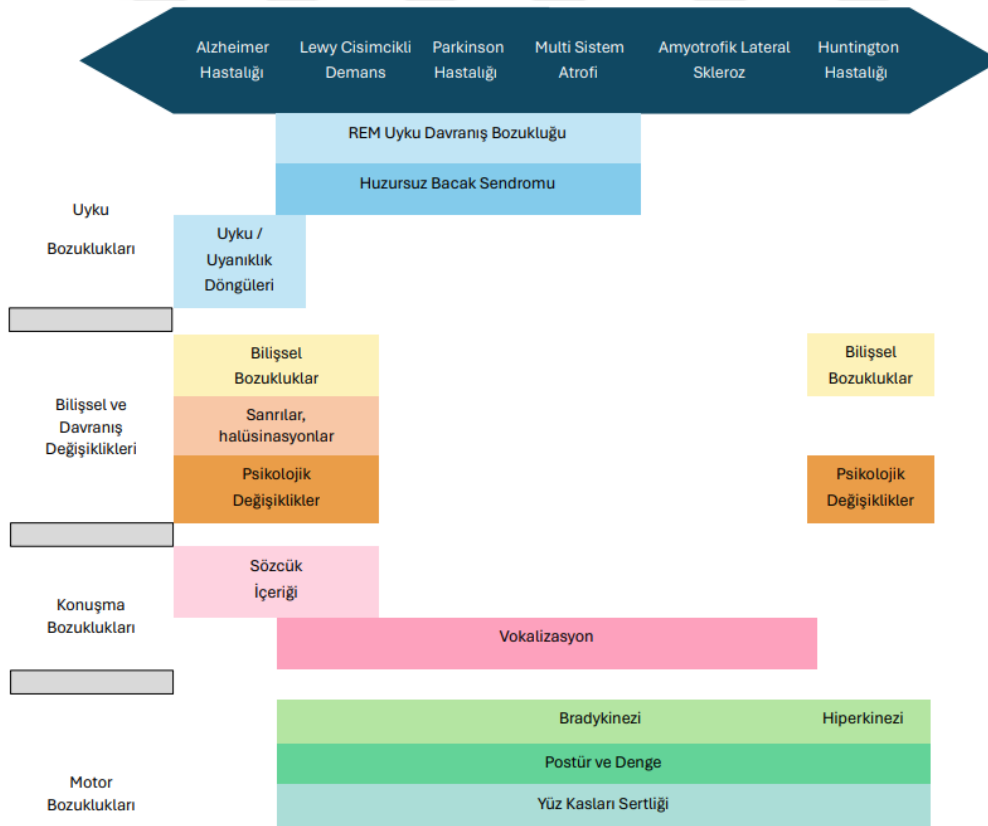 Alzheimer Hastalığı
Lewy Cisimcikli Demans
Parkinson Hastalığı
Multi Sistem Atrofi
Amyotrofik Lateral Skleroz
Huntington Hastalığı
REM Uyku Davranış Bozukluğu
Huzursuz Bacak Sendromu
Uyku
Bozuklukları
Uyku /
Uyanıklık
Döngüleri
Bilişsel ve
Davranış
Değişiklikleri
Bilişsel
Bozukluklar
Bilişsel
Bozukluklar
Sanrılar,
halüsinasyonlar
Psikolojik
Değişiklikler
Psikolojik
Değişiklikler
Konuşma
Bozuklukları
Sözcük
İçeriği
Vokalizasyon
Motor
Bozuklukları
Bradykinezi
Hiperkinezi
Postür ve Denge
Yüz Kasları Sertliği